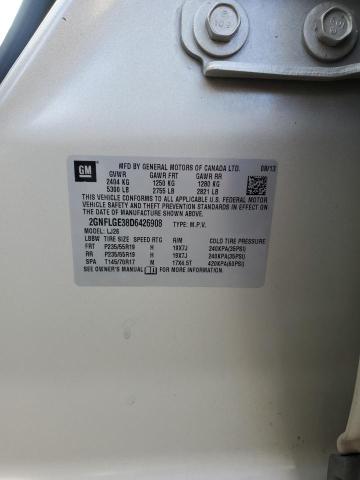 GM
MFD BY GENERAL MOTORS OF CANADA LTD. 09/13
GVWR GAWR FRT GAWR RR
2404 KG 1250 KG 1280 KG
5300 LB 2755 LB 2821 LB
THIS VEHICLE CONFORMS TO ALL APPLICABLE U.S. FEDERAL
MOTOR VEHICLE SAFETY, BUMPER, AND
THEFT PREVENTION STANDARDS IN EFFECT ON THE DATE OF
MANUFACTURE SHOWN ABOVE.
2GNFLGE38D6426908 TYPE: M.P.V.
MODEL: LJ26
LBBW TIRE SIZE SPEED RTG RIM COLD TIRE PRESSURE
FRT P235/55R19 H 19X7J 240KPA(35PSI)
RR P235/55R19 H 19X7J 240KPA(35PSI)
SPA T145/70R17 M 17X4.5T 420KPA(60PSI)
SEE OWNER'S MANUAL FOR MORE INFORMATION.